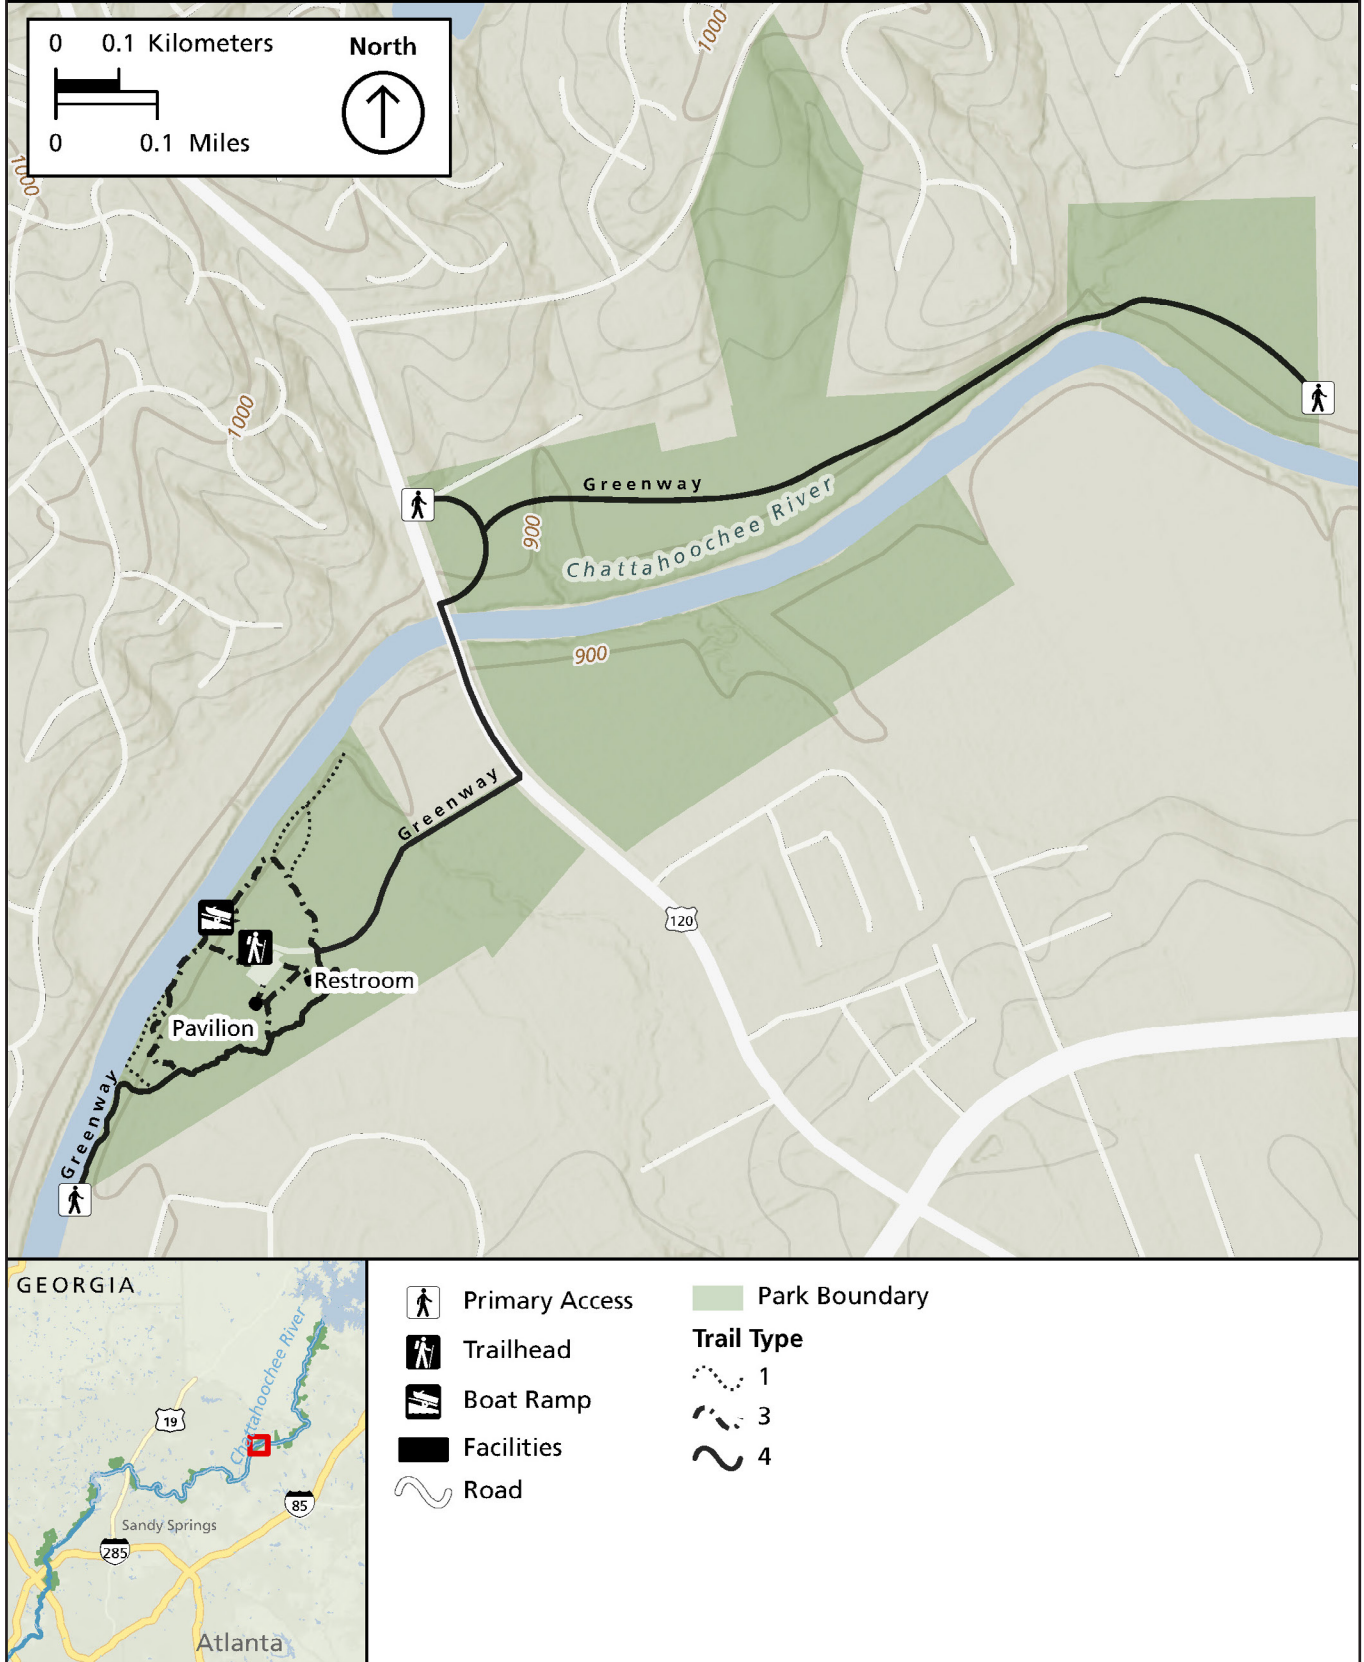 0 0.1 Kilometers
North
0 0.1 Miles
1000
1000
1000
Greenway
900
Chattahoochee River
900
Greenway
120
Restroom
Pavilion
Greenway
GEORGIA
Chattahoochee River
19
85
Sandy Springs
285
Atlanta
Primary Access
Trailhead
Boat Ramp
Facilities
Road
Park Boundary
Trail Type
1
3
4